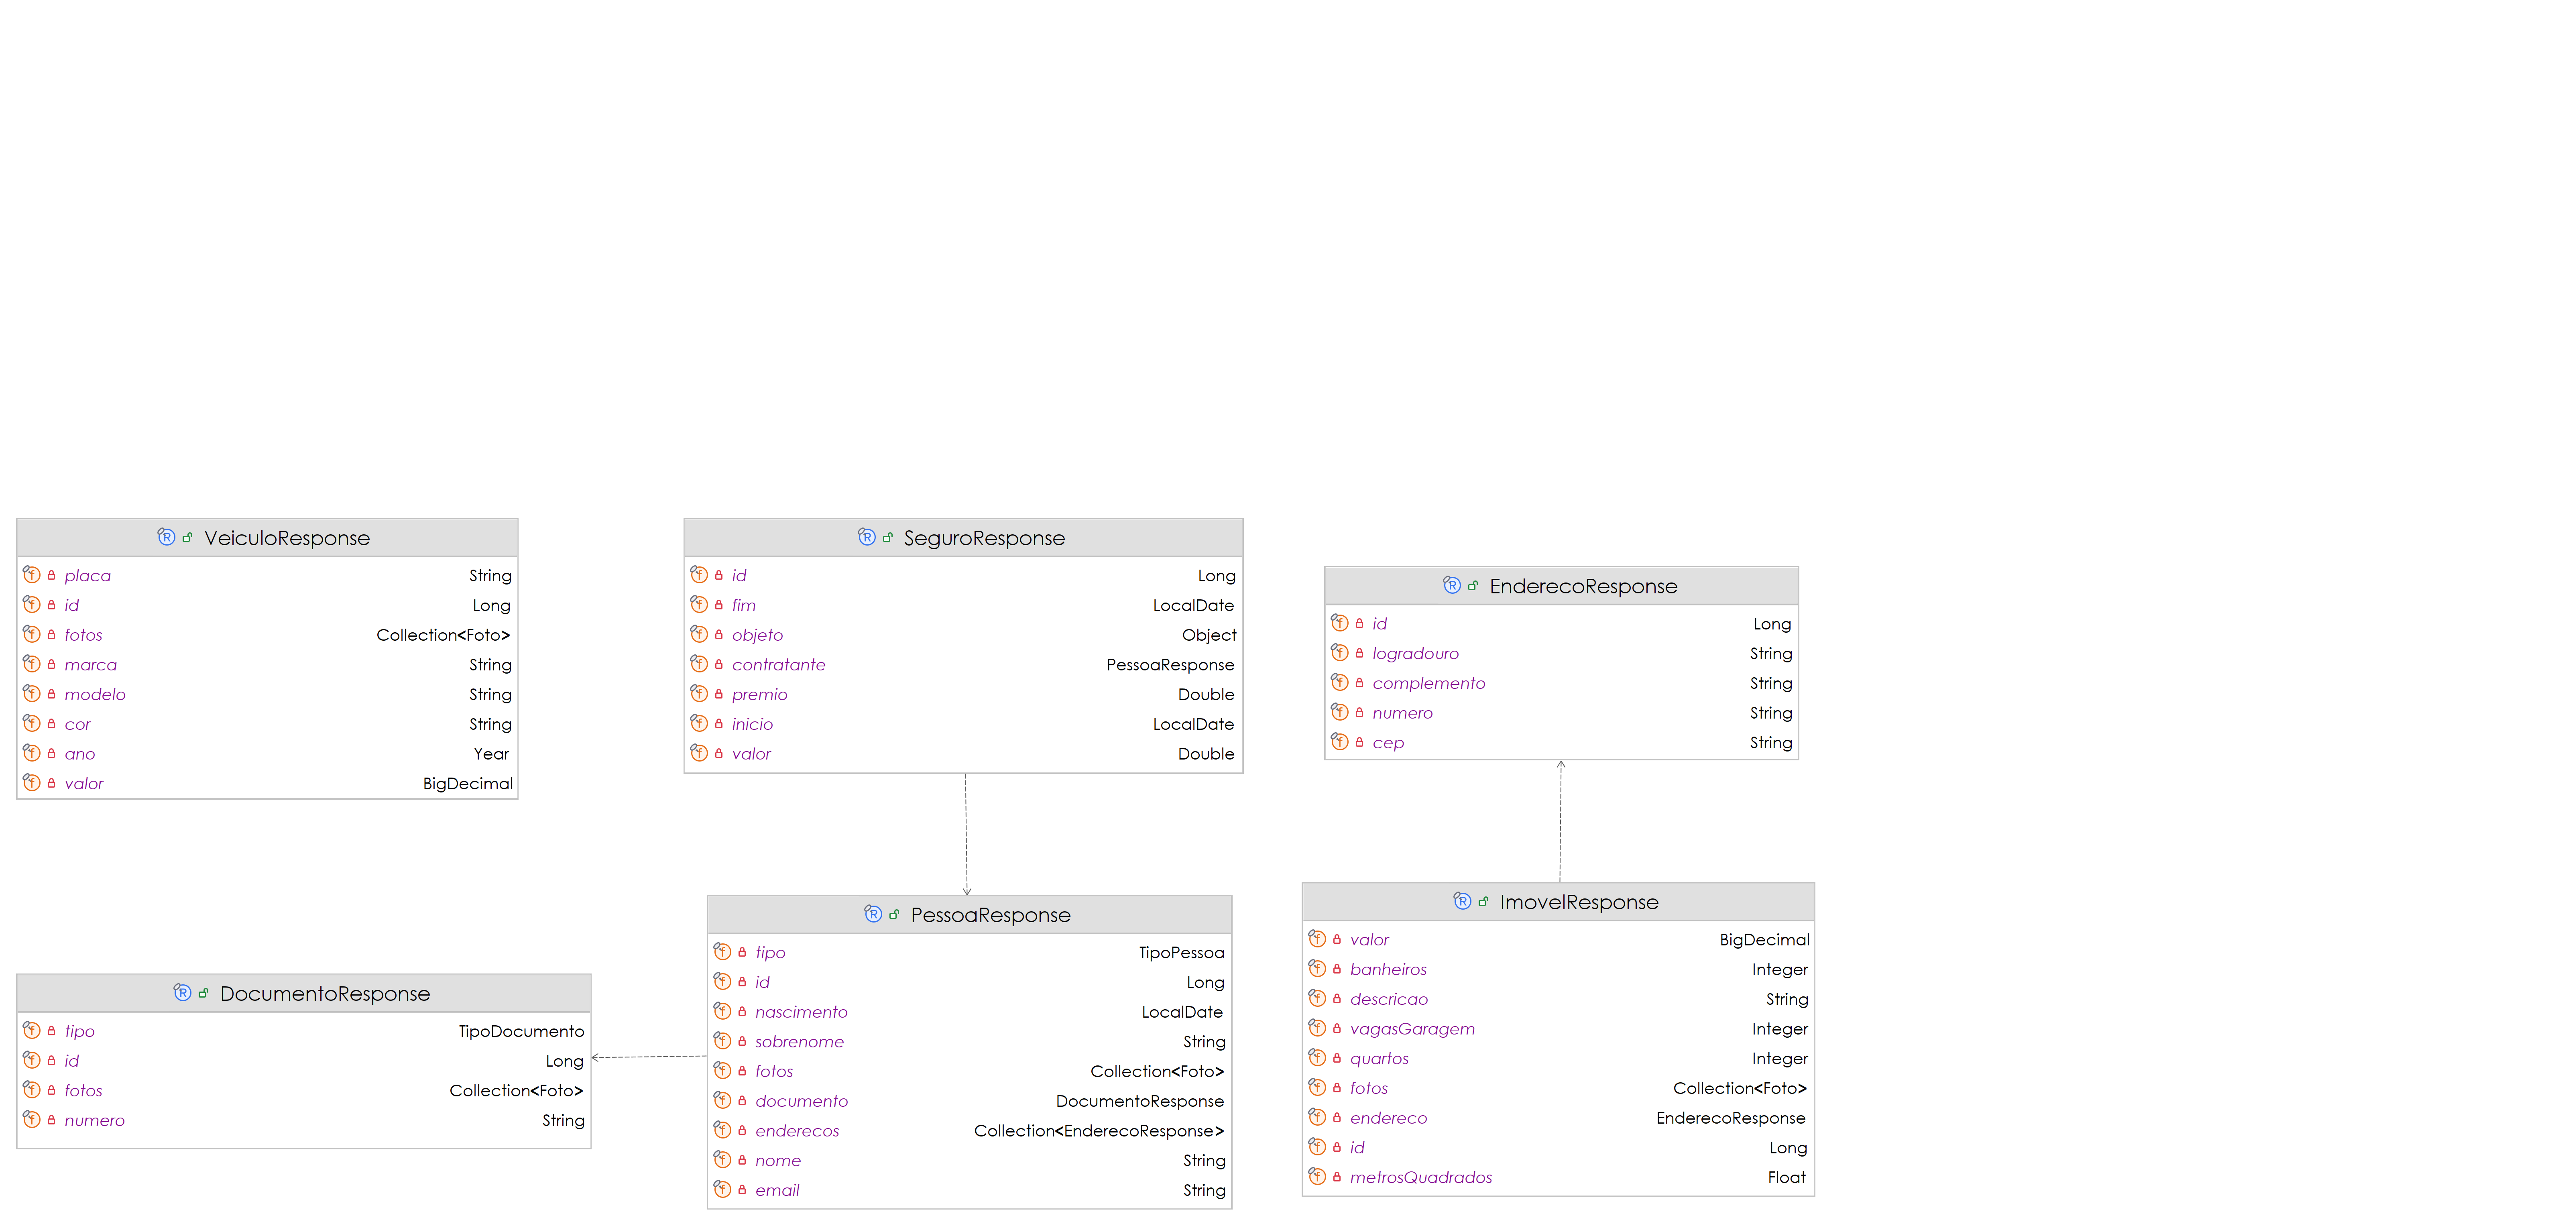 VeiculoResponse
placa String
id Long
fotos Collection<Foto>
marca String
modelo String
cor String
ano Year
valor BigDecimal
SeguroResponse
id Long
fim LocalDate
objeto Object
contratante PessoaResponse
premio Double
inicio LocalDate
valor Double
EnderecoResponse
id Long
logradouro String
complemento String
numero String
cep String
DocumentoResponse
tipo TipoDocumento
id Long
fotos Collection<Foto>
numero String
PessoaResponse
tipo TipoPessoa
id Long
nascimento LocalDate
sobrenome String
fotos Collection<Foto>
documento DocumentoResponse
enderecos Collection<EnderecoResponse>
nome String
email String
ImovelResponse
valor BigDecimal
banheiros Integer
descricao String
vagasGaragem Integer
quartos Integer
fotos Collection<Foto>
endereco EnderecoResponse
id Long
metrosQuadrados Float